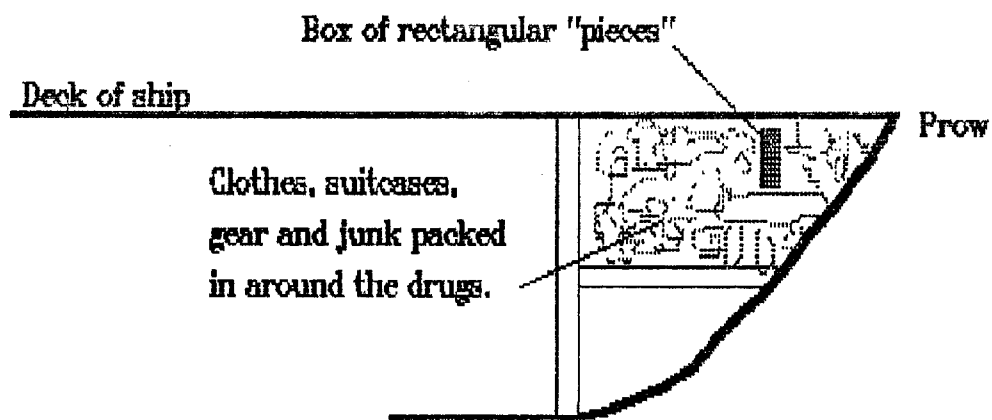 Box of rectangular "pieces"
Deck of ship
Prow
Clothes, suitcases,
gear and junk packed
in around the drugs.